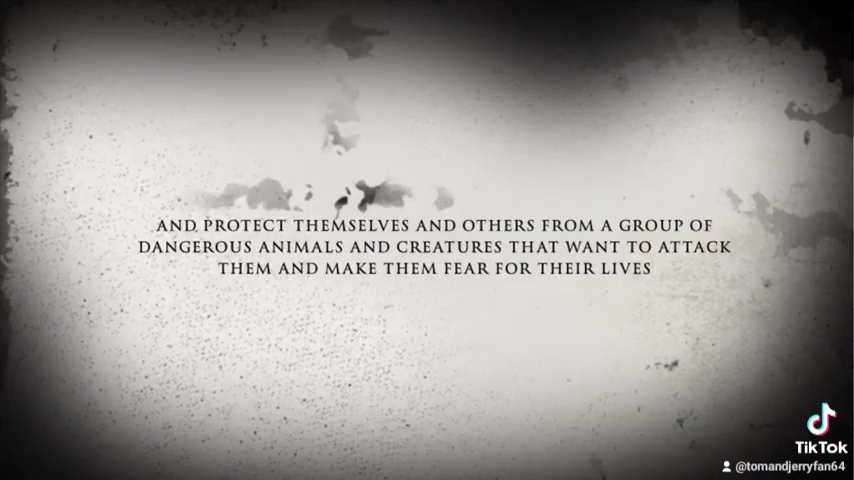 AND PROTECT THEMSELVES AND OTHERS FROM A GROUP OF
DANGEROUS ANIMALS AND CREATURES THAT WANT TO ATTACK
THEM AND MAKE THEM FEAR FOR THEIR LIVES
TikTok
@tomandjerryfan64